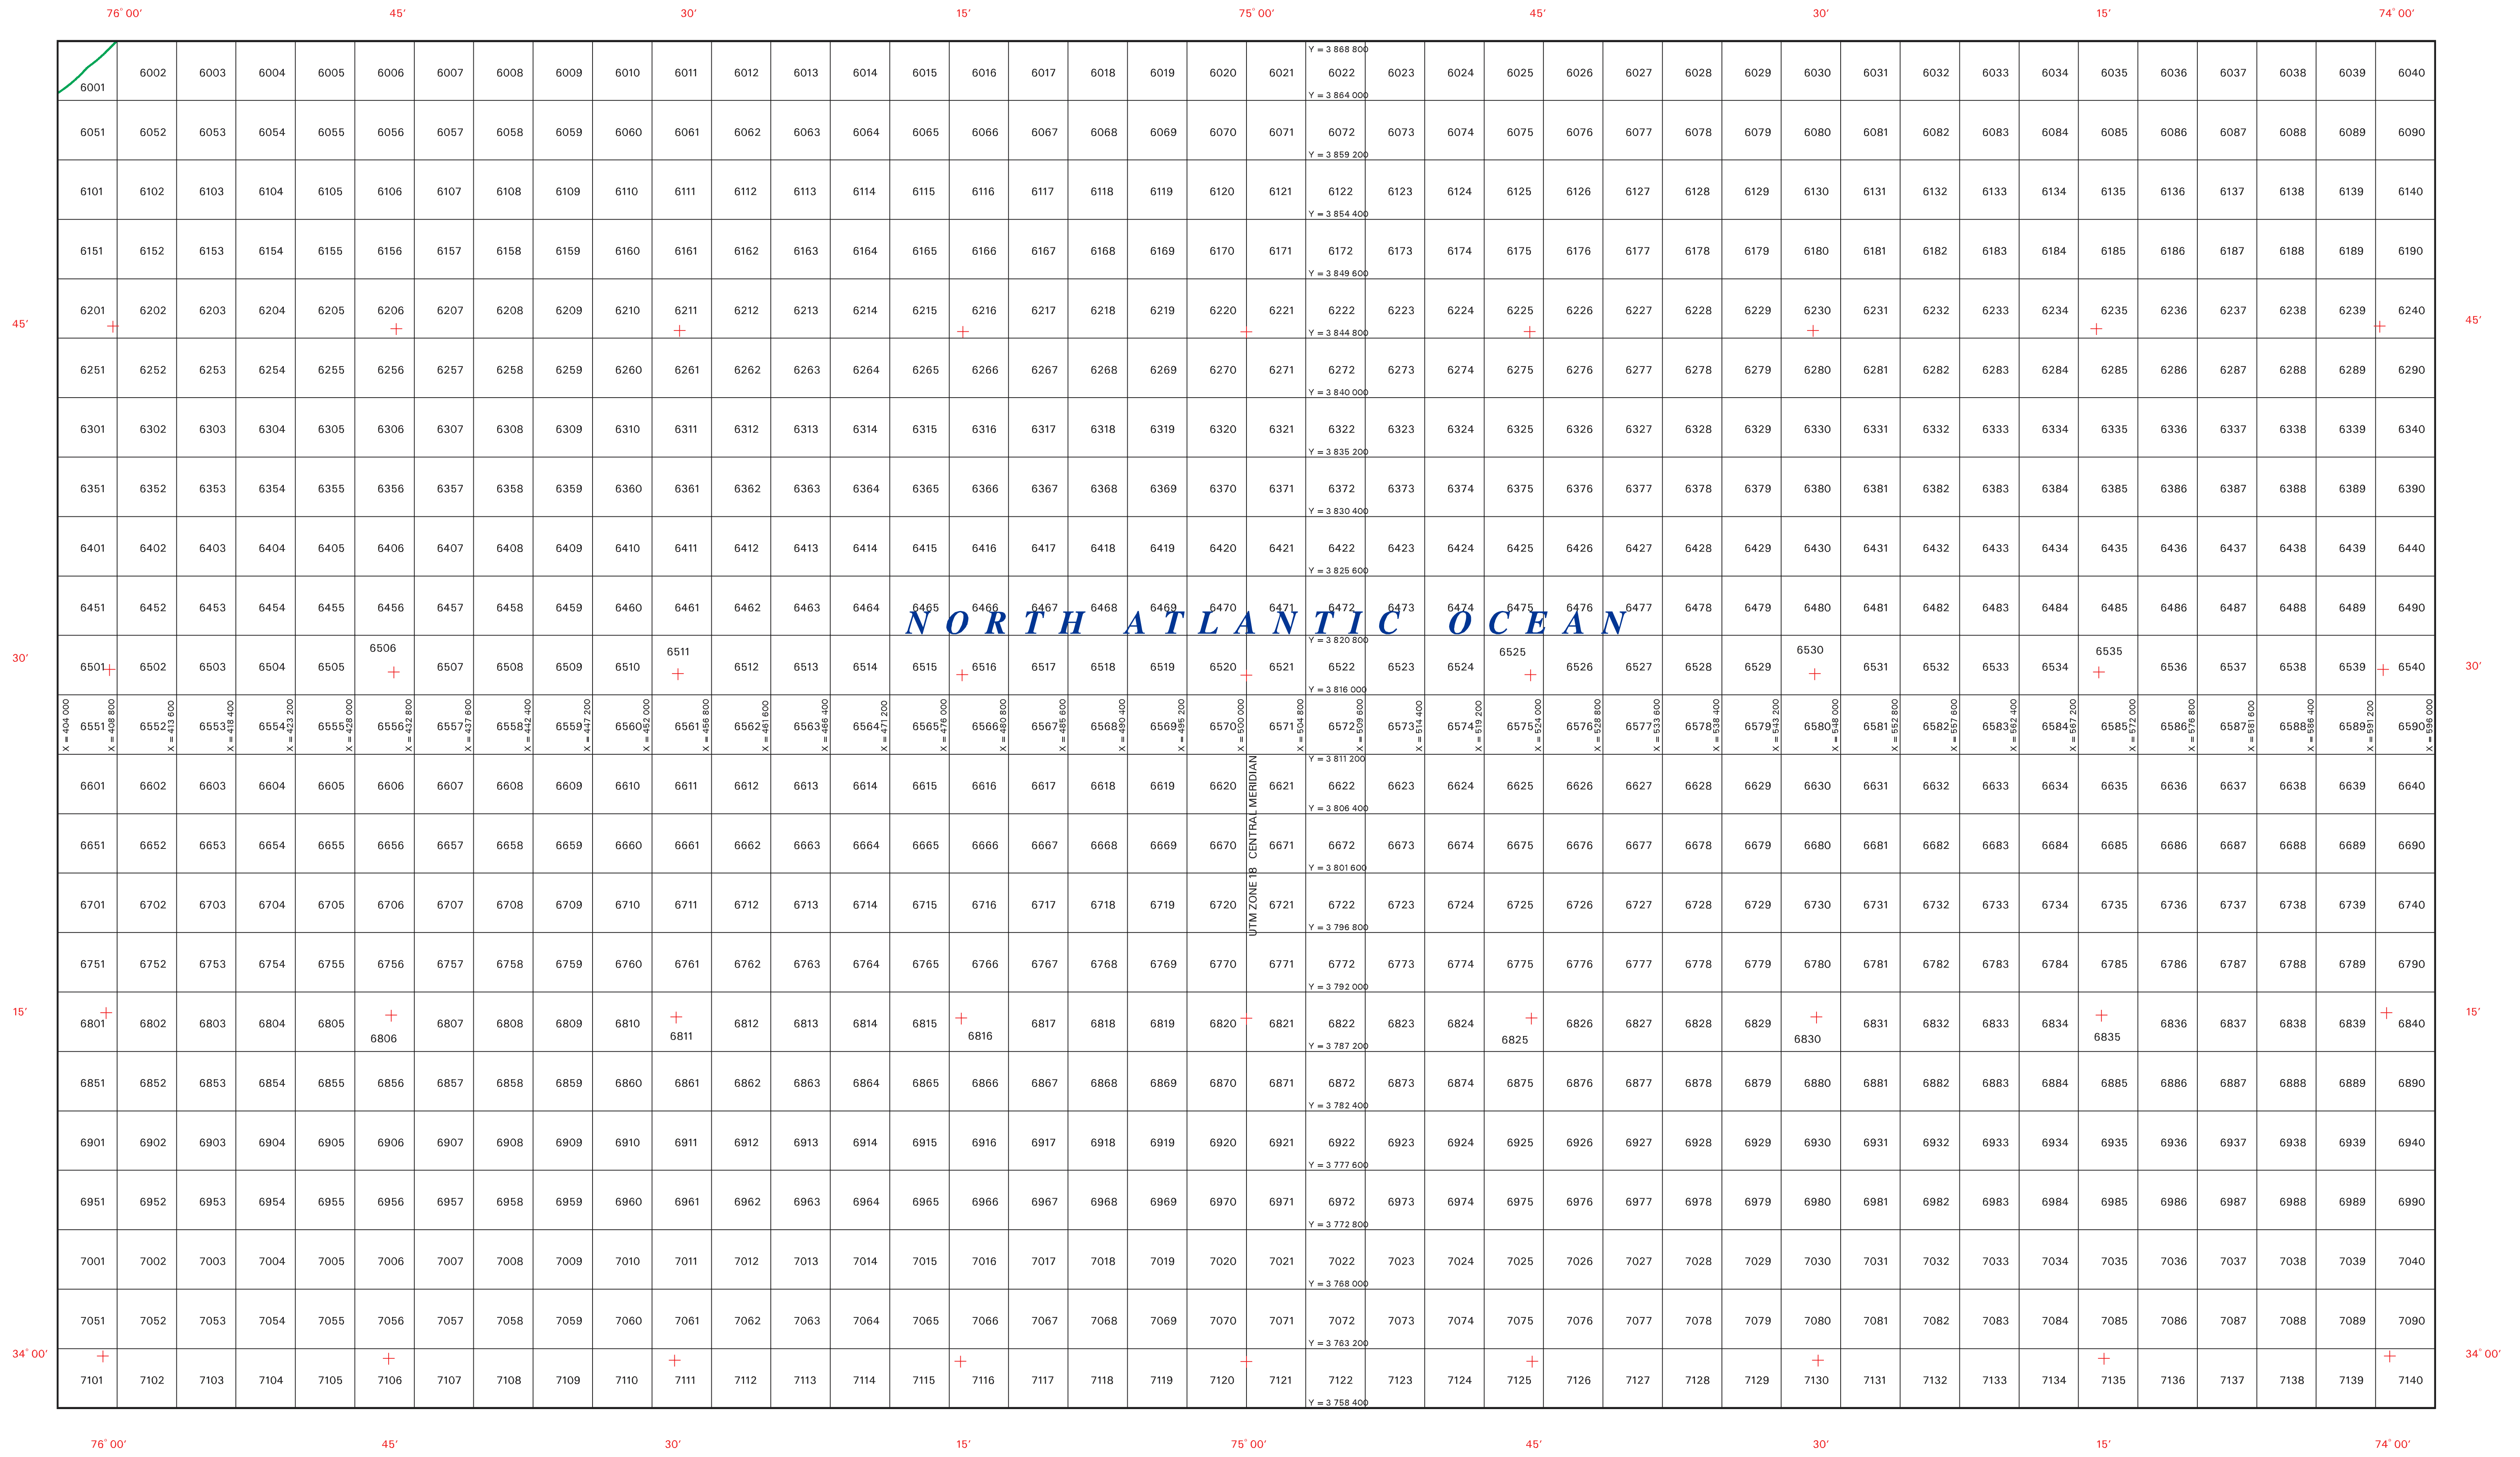 76° 00’ 45’ 30’ 15’ 75° 00’ 45’ 30’ 15’ 74° 00’
Y = 3 868 800
6001 6002 6003 6004 6005 6006 6007 6008 6009 6010 6011 6012 6013 6014 6015 6016 6017 6018 6019 6020 6021 6022 6023 6024 6025 6026 6027 6028 6029 6030 6031 6032 6033 6034 6035 6036 6037 6038 6039 6040
Y = 3 864 000
6051 6052 6053 6054 6055 6056 6057 6058 6059 6060 6061 6062 6063 6064 6065 6066 6067 6068 6069 6070 6071 6072 6073 6074 6075 6076 6077 6078 6079 6080 6081 6082 6083 6084 6085 6086 6087 6088 6089 6090
Y = 3 859 200
6101 6102 6103 6104 6105 6106 6107 6108 6109 6110 6111 6112 6113 6114 6115 6116 6117 6118 6119 6120 6121 6122 6123 6124 6125 6126 6127 6128 6129 6130 6131 6132 6133 6134 6135 6136 6137 6138 6139 6140
Y = 3 854 400
6151 6152 6153 6154 6155 6156 6157 6158 6159 6160 6161 6162 6163 6164 6165 6166 6167 6168 6169 6170 6171 6172 6173 6174 6175 6176 6177 6178 6179 6180 6181 6182 6183 6184 6185 6186 6187 6188 6189 6190
Y = 3 849 600
6201 6202 6203 6204 6205 6206 6207 6208 6209 6210 6211 6212 6213 6214 6215 6216 6217 6218 6219 6220 6221 6222 6223 6224 6225 6226 6227 6228 6229 6230 6231 6232 6233 6234 6235 6236 6237 6238 6239 6240
45’ 45’
Y = 3 844 800
6251 6252 6253 6254 6255 6256 6257 6258 6259 6260 6261 6262 6263 6264 6265 6266 6267 6268 6269 6270 6271 6272 6273 6274 6275 6276 6277 6278 6279 6280 6281 6282 6283 6284 6285 6286 6287 6288 6289 6290
Y = 3 840 000
6301 6302 6303 6304 6305 6306 6307 6308 6309 6310 6311 6312 6313 6314 6315 6316 6317 6318 6319 6320 6321 6322 6323 6324 6325 6326 6327 6328 6329 6330 6331 6332 6333 6334 6335 6336 6337 6338 6339 6340
Y = 3 835 200
6351 6352 6353 6354 6355 6356 6357 6358 6359 6360 6361 6362 6363 6364 6365 6366 6367 6368 6369 6370 6371 6372 6373 6374 6375 6376 6377 6378 6379 6380 6381 6382 6383 6384 6385 6386 6387 6388 6389 6390
Y = 3 830 400
6401 6402 6403 6404 6405 6406 6407 6408 6409 6410 6411 6412 6413 6414 6415 6416 6417 6418 6419 6420 6421 6422 6423 6424 6425 6426 6427 6428 6429 6430 6431 6432 6433 6434 6435 6436 6437 6438 6439 6440
Y = 3 825 600
6451 6452 6453 6454 6455 6456 6457 6458 6459 6460 6461 6462 6463 6464 6465 6466 6467 6468 6469 6470 6471 6472 6473 6474 6475 6476 6477 6478 6479 6480 6481 6482 6483 6484 6485 6486 6487 6488 6489 6490
NORTH ATLANTIC OCEAN
Y = 3 820 800
30’ 6501 6502 6503 6504 6505 6506 6507 6508 6509 6510 6511 6512 6513 6514 6515 6516 6517 6518 6519 6520 6521 6522 6523 6524 6525 6526 6527 6528 6529 6530 6531 6532 6533 6534 6535 6536 6537 6538 6539 6540 30’
Y = 3 816 000
X = 404 000 X = 408 800 X = 413 600 X = 418 400 X = 423 200 X = 428 000 X = 432 800 X = 437 600 X = 442 400 X = 447 200 X = 452 000 X = 456 800 X = 461 600 X = 466 400 X = 471 200 X = 476 000 X = 480 800 X = 485 600 X = 490 400 X = 495 200 X = 500 000 X = 504 800 X = 509 600 X = 514 400 X = 519 200 X = 524 000 X = 528 800 X = 533 600 X = 538 400 X = 543 200 X = 548 000 X = 552 800 X = 557 600 X = 562 400 X = 567 200 X = 572 000 X = 576 800 X = 581 600 X = 586 400 X = 591 200 X = 596 000
6551 6552 6553 6554 6555 6556 6557 6558 6559 6560 6561 6562 6563 6564 6565 6566 6567 6568 6569 6570 6571 6572 6573 6574 6575 6576 6577 6578 6579 6580 6581 6582 6583 6584 6585 6586 6587 6588 6589 6590
Y = 3 811 200
6601 6602 6603 6604 6605 6606 6607 6608 6609 6610 6611 6612 6613 6614 6615 6616 6617 6618 6619 6620 6621 6622 6623 6624 6625 6626 6627 6628 6629 6630 6631 6632 6633 6634 6635 6636 6637 6638 6639 6640
Y = 3 806 400
UTM ZONE 18 CENTRAL MERIDIAN
6651 6652 6653 6654 6655 6656 6657 6658 6659 6660 6661 6662 6663 6664 6665 6666 6667 6668 6669 6670 6671 6672 6673 6674 6675 6676 6677 6678 6679 6680 6681 6682 6683 6684 6685 6686 6687 6688 6689 6690
Y = 3 801 600
6701 6702 6703 6704 6705 6706 6707 6708 6709 6710 6711 6712 6713 6714 6715 6716 6717 6718 6719 6720 6721 6722 6723 6724 6725 6726 6727 6728 6729 6730 6731 6732 6733 6734 6735 6736 6737 6738 6739 6740
Y = 3 796 800
6751 6752 6753 6754 6755 6756 6757 6758 6759 6760 6761 6762 6763 6764 6765 6766 6767 6768 6769 6770 6771 6772 6773 6774 6775 6776 6777 6778 6779 6780 6781 6782 6783 6784 6785 6786 6787 6788 6789 6790
Y = 3 792 000
15’ 15’
6801 6802 6803 6804 6805 6806 6807 6808 6809 6810 6811 6812 6813 6814 6815 6816 6817 6818 6819 6820 6821 6822 6823 6824 6825 6826 6827 6828 6829 6830 6831 6832 6833 6834 6835 6836 6837 6838 6839 6840
Y = 3 787 200
6851 6852 6853 6854 6855 6856 6857 6858 6859 6860 6861 6862 6863 6864 6865 6866 6867 6868 6869 6870 6871 6872 6873 6874 6875 6876 6877 6878 6879 6880 6881 6882 6883 6884 6885 6886 6887 6888 6889 6890
Y = 3 782 400
6901 6902 6903 6904 6905 6906 6907 6908 6909 6910 6911 6912 6913 6914 6915 6916 6917 6918 6919 6920 6921 6922 6923 6924 6925 6926 6927 6928 6929 6930 6931 6932 6933 6934 6935 6936 6937 6938 6939 6940
Y = 3 777 600
6951 6952 6953 6954 6955 6956 6957 6958 6959 6960 6961 6962 6963 6964 6965 6966 6967 6968 6969 6970 6971 6972 6973 6974 6975 6976 6977 6978 6979 6980 6981 6982 6983 6984 6985 6986 6987 6988 6989 6990
Y = 3 772 800
7001 7002 7003 7004 7005 7006 7007 7008 7009 7010 7011 7012 7013 7014 7015 7016 7017 7018 7019 7020 7021 7022 7023 7024 7025 7026 7027 7028 7029 7030 7031 7032 7033 7034 7035 7036 7037 7038 7039 7040
Y = 3 768 000
7051 7052 7053 7054 7055 7056 7057 7058 7059 7060 7061 7062 7063 7064 7065 7066 7067 7068 7069 7070 7071 7072 7073 7074 7075 7076 7077 7078 7079 7080 7081 7082 7083 7084 7085 7086 7087 7088 7089 7090
Y = 3 763 200
34° 00’ 34° 00’
7101 7102 7103 7104 7105 7106 7107 7108 7109 7110 7111 7112 7113 7114 7115 7116 7117 7118 7119 7120 7121 7122 7123 7124 7125 7126 7127 7128 7129 7130 7131 7132 7133 7134 7135 7136 7137 7138 7139 7140
Y = 3 758 400
76° 00’ 45’ 30’ 15’ 75° 00’ 45’ 30’ 15’ 74° 00’